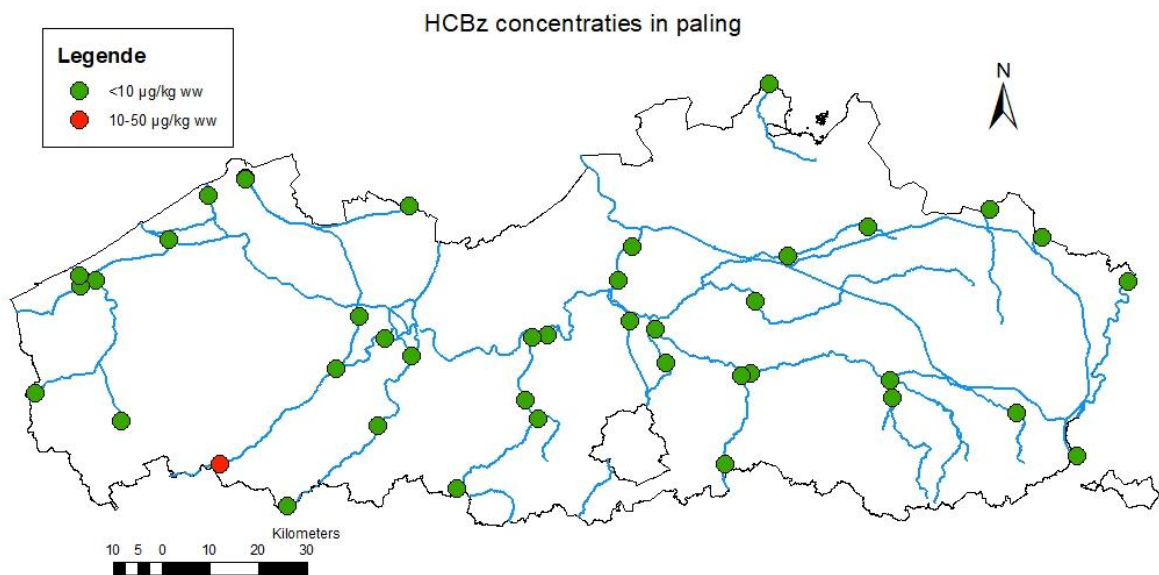 HCBz concentraties in paling
Legende
<10 µg/kg ww
10-50 µg/kg ww
N
Kilometers
10 5 0 10 20 30